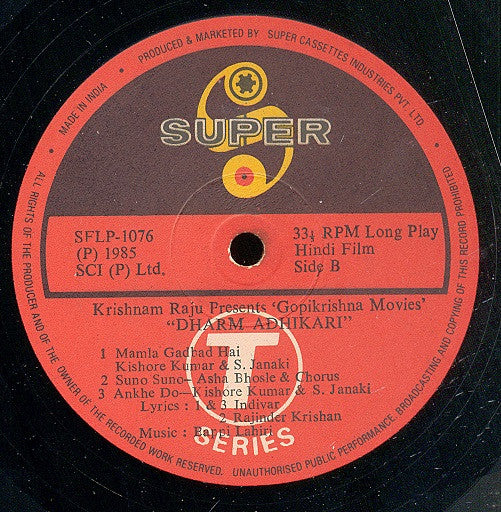 PRODUCED & MARKETED BY SUPER CASSETTES INDUSTRIES PVT. LTD.
MADE IN INDIA
SUPER
SFLP-1076
(P) 1985
SCI (P) Ltd.
33⅓ RPM Long Play
Hindi Film
Side B
Krishnam Raju Presents 'Gopikrishna Movies'
"DHARM ADHIKARI"
1 Mamla Gadbad Hai
Kishore Kumar & S. Janaki
2 Suno Suno—Asha Bhosle & Chorus
3 Ankhe Do—Kishore Kumar & S. Janaki
Lyrics : 1 & 3 Indivar
2 Rajinder Krishan
Music : Bappi Lahiri
T
SERIES
ALL RIGHTS OF THE PRODUCER AND OF THE OWNER OF THE RECORDED WORK RESERVED. UNAUTHORISED PUBLIC PERFORMANCE, BROADCASTING AND COPYING OF THIS RECORD PROHIBITED